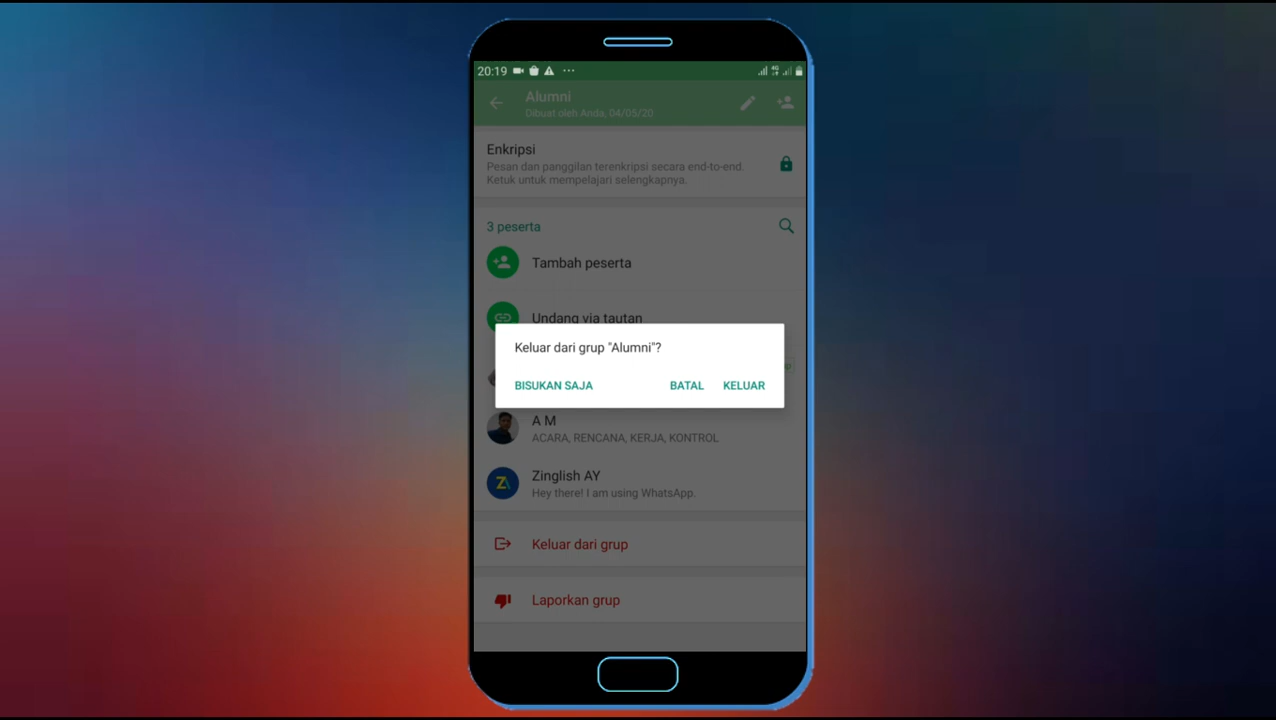 20:19
Alumni
Dibuat oleh Anda, 04/05/20
Enkripsi
Pesan dan panggilan terenkripsi secara end-to-end.
Ketuk untuk mempelajari selengkapnya.
3 peserta
Tambah peserta
Undang via tautan
Keluar dari grup "Alumni"?
BISUKAN SAJA BATAL KELUAR
A M
ACARA, RENCANA, KERJA, KONTROL
Zinglish AY
Hey there! I am using WhatsApp.
Keluar dari grup
Laporkan grup